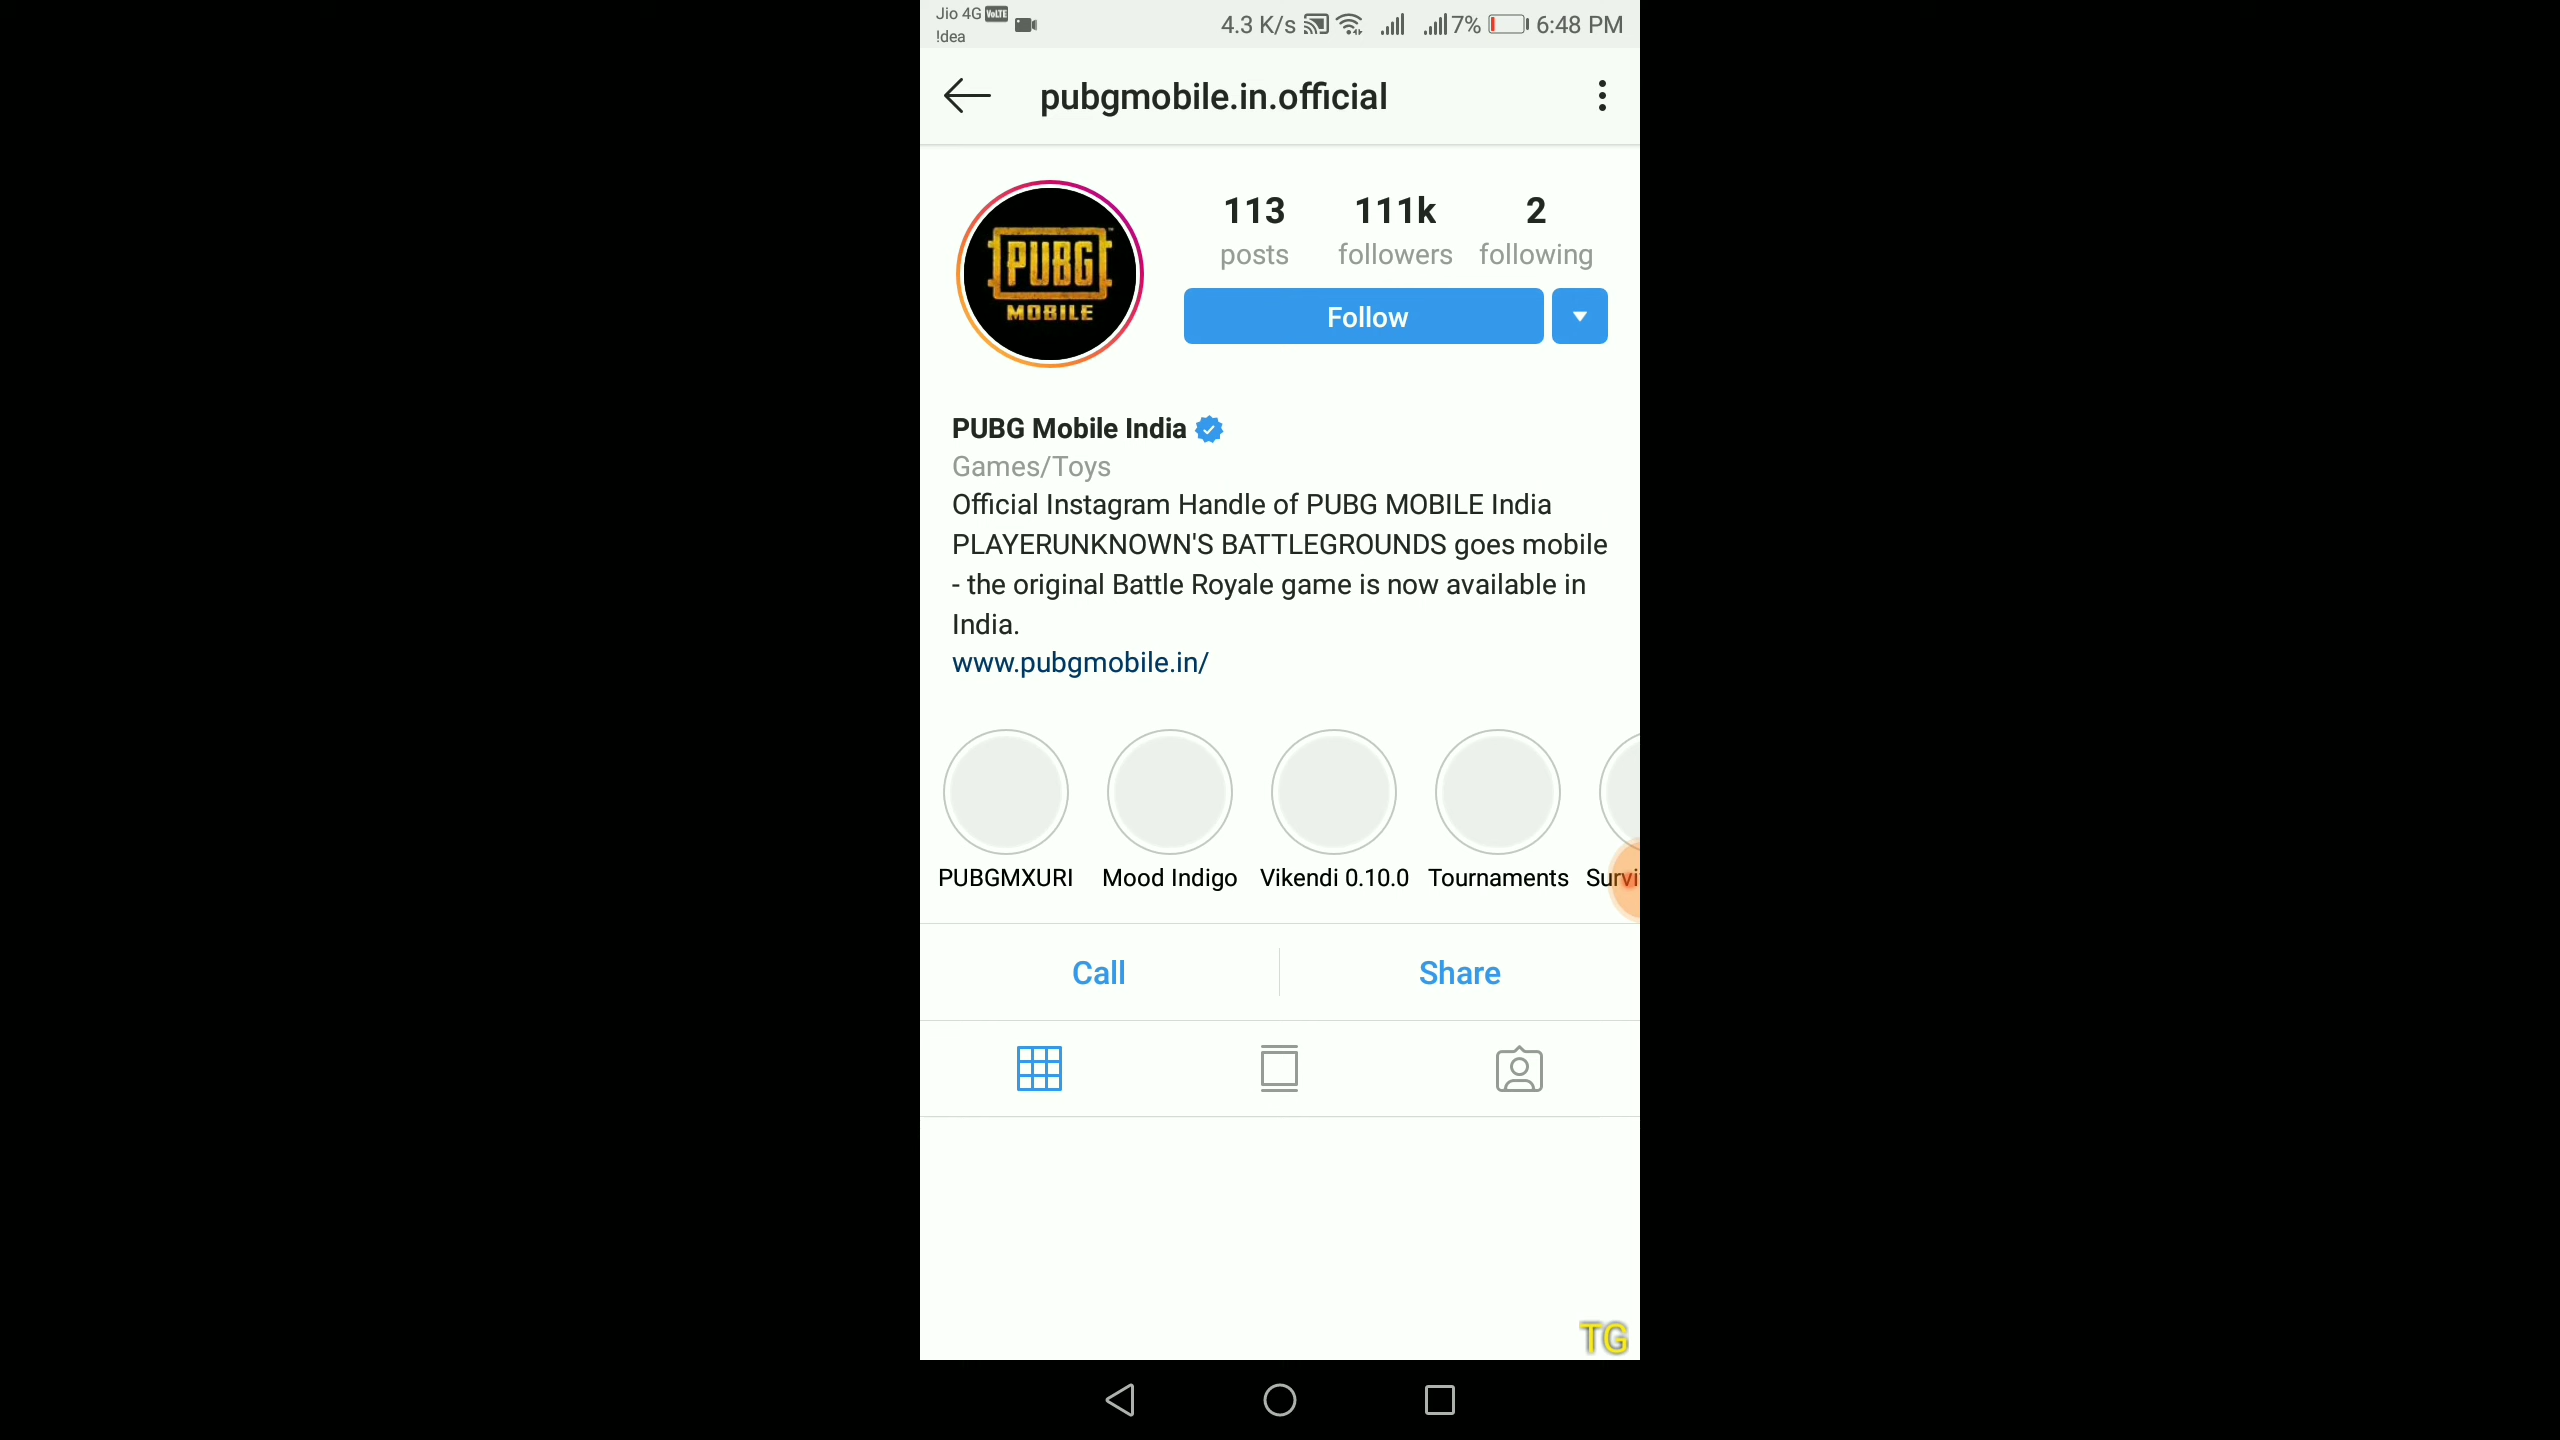 Jio 4G VoLTE
!dea
4.3 K/s
7%
6:48 PM
pubgmobile.in.official
PUBG
MOBILE
113
111k
2
posts
followers
following
Follow
PUBG Mobile India
Games/Toys
Official Instagram Handle of PUBG MOBILE India
PLAYERUNKNOWN'S BATTLEGROUNDS goes mobile
- the original Battle Royale game is now available in
India.
www.pubgmobile.in/
PUBGMXURI
Mood Indigo
Vikendi 0.10.0
Tournaments
Survi
Call
Share
TG